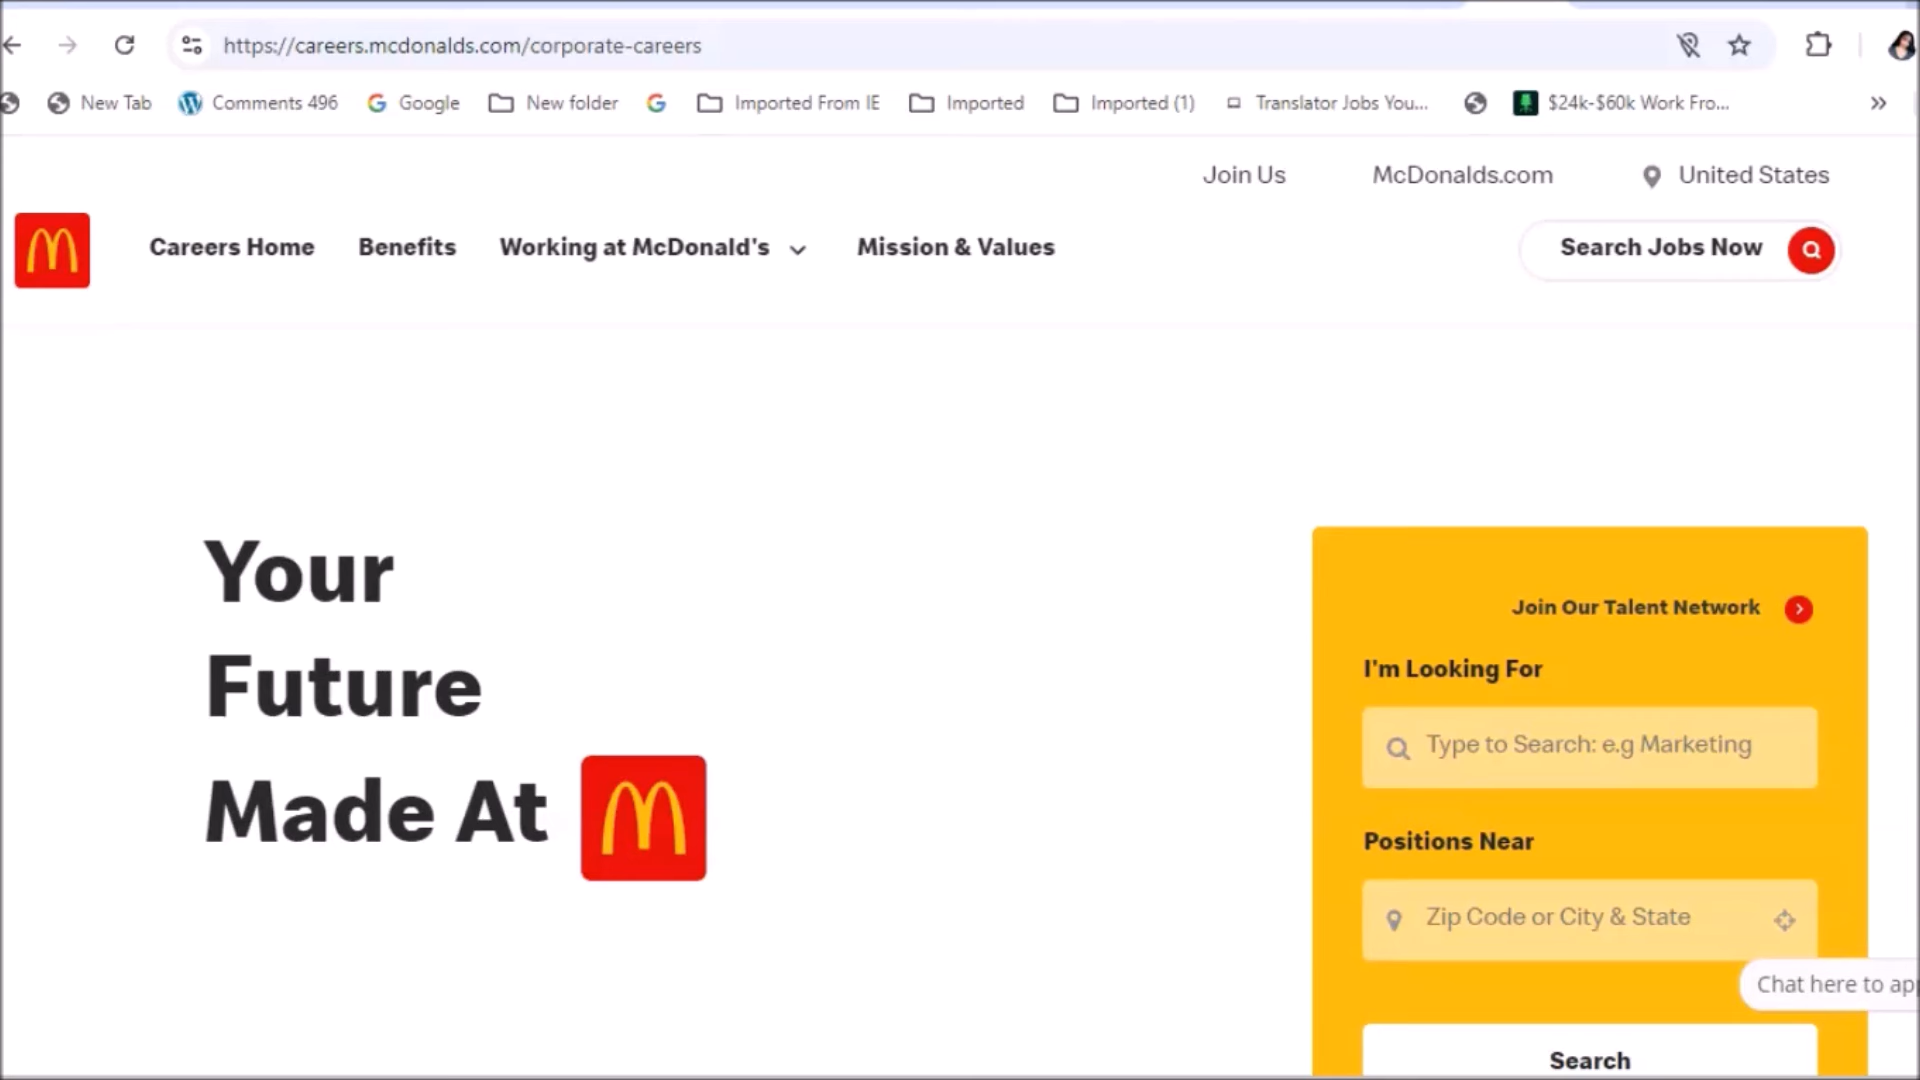 https://careers.mcdonalds.com/corporate-careers
New Tab
Comments 496
Google
New folder
Imported From IE
Imported
Imported (1)
Translator Jobs You...
$24k-$60k Work Fro...
Join Us
McDonalds.com
United States
Careers Home
Benefits
Working at McDonald's
Mission & Values
Search Jobs Now
Your
Future
Made At
Join Our Talent Network
I'm Looking For
Type to Search: e.g Marketing
Positions Near
Zip Code or City & State
Chat here to ap
Search